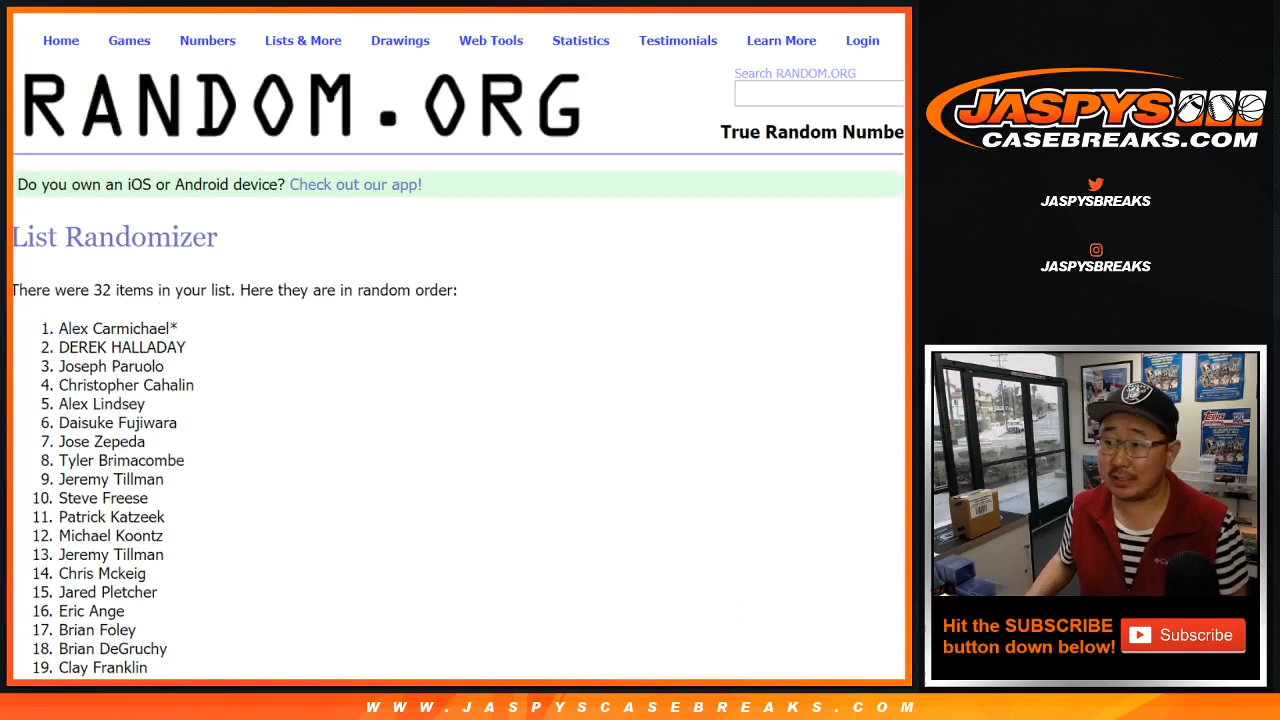 Home Games Numbers Lists & More Drawings Web Tools Statistics Testimonials Learn More Login
RANDOM.ORG
Search RANDOM.ORG
True Random Numbe
Do you own an iOS or Android device? Check out our app!
List Randomizer
There were 32 items in your list. Here they are in random order:
1. Alex Carmichael*
2. DEREK HALLADAY
3. Joseph Paruolo
4. Christopher Cahalin
5. Alex Lindsey
6. Daisuke Fujiwara
7. Jose Zepeda
8. Tyler Brimacombe
9. Jeremy Tillman
10. Steve Freese
11. Patrick Katzeek
12. Michael Koontz
13. Jeremy Tillman
14. Chris Mckeig
15. Jared Pletcher
16. Eric Ange
17. Brian Foley
18. Brian DeGruchy
19. Clay Franklin
JASPYS
CASEBREAKS.COM
JASPYSBREAKS
JASPYSBREAKS
Topps
Hit the SUBSCRIBE
button down below!
Subscribe
WWW.JASPYSCASEBREAKS.COM